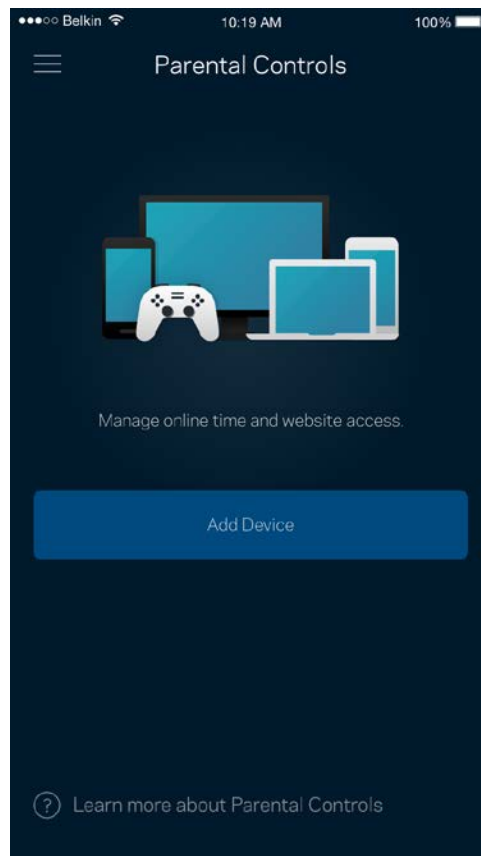 ●●●○○ Belkin 10:19 AM 100%
Parental Controls
Manage online time and website access.
Add Device
? Learn more about Parental Controls